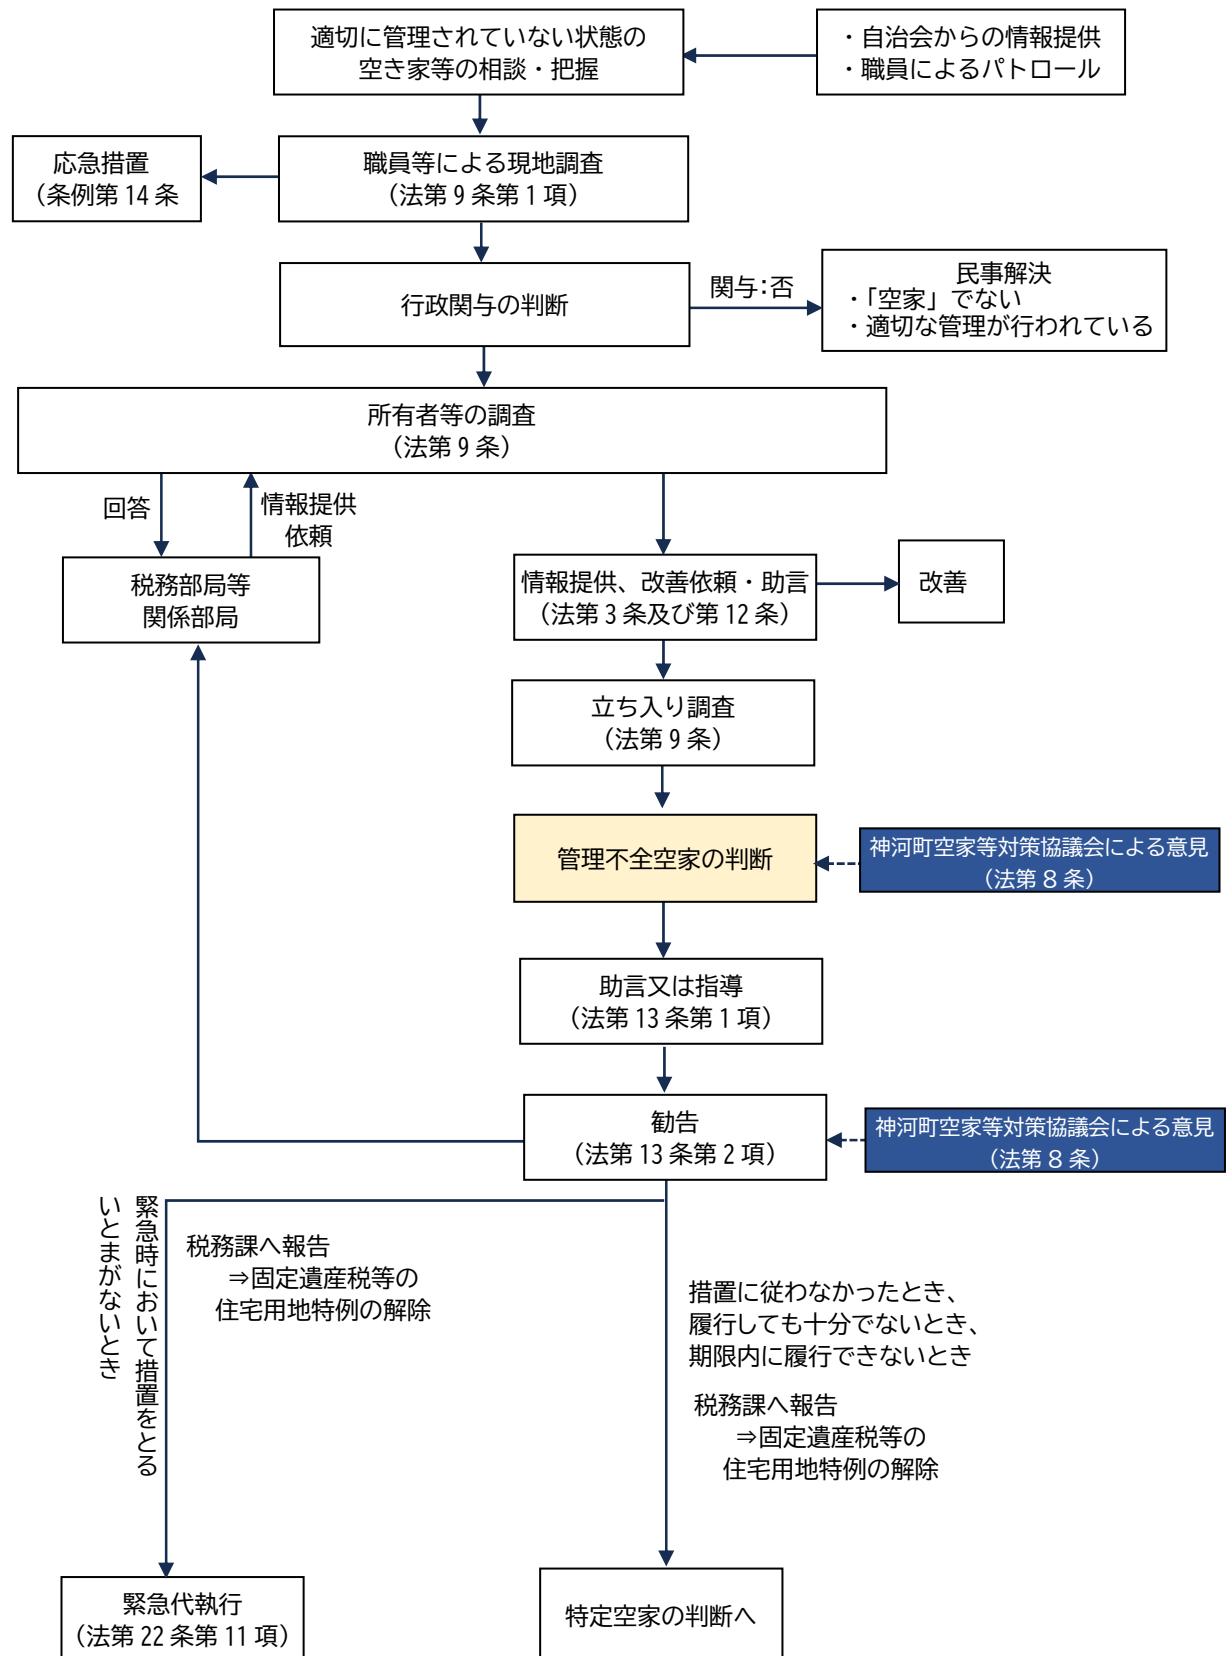 適切に管理されていない状態の
空き家等の相談・把握
・自治会からの情報提供
・職員によるパトロール
応急措置
（条例第 14 条
職員等による現地調査
（法第 9 条第 1 項）
行政関与の判断
関与：否
民事解決
・「空家」でない
・適切な管理が行われている
所有者等の調査
（法第 9 条）
回答
情報提供
依頼
税務部局等
関係部局
情報提供、改善依頼・助言
（法第 3 条及び第 12 条）
改善
立ち入り調査
（法第 9 条）
管理不全空家の判断
神河町空家等対策協議会による意見
（法第 8 条）
助言又は指導
（法第 13 条第 1 項）
勧告
（法第 13 条第 2 項）
神河町空家等対策協議会による意見
（法第 8 条）
緊急時において措置をとる
いとまがないとき
税務課へ報告
⇒固定遺産税等の
住宅用地特例の解除
措置に従わなかったとき、
履行しても十分でないとき、
期限内に履行できないとき
税務課へ報告
⇒固定遺産税等の
住宅用地特例の解除
緊急代執行
（法第 22 条第 11 項）
特定空家の判断へ